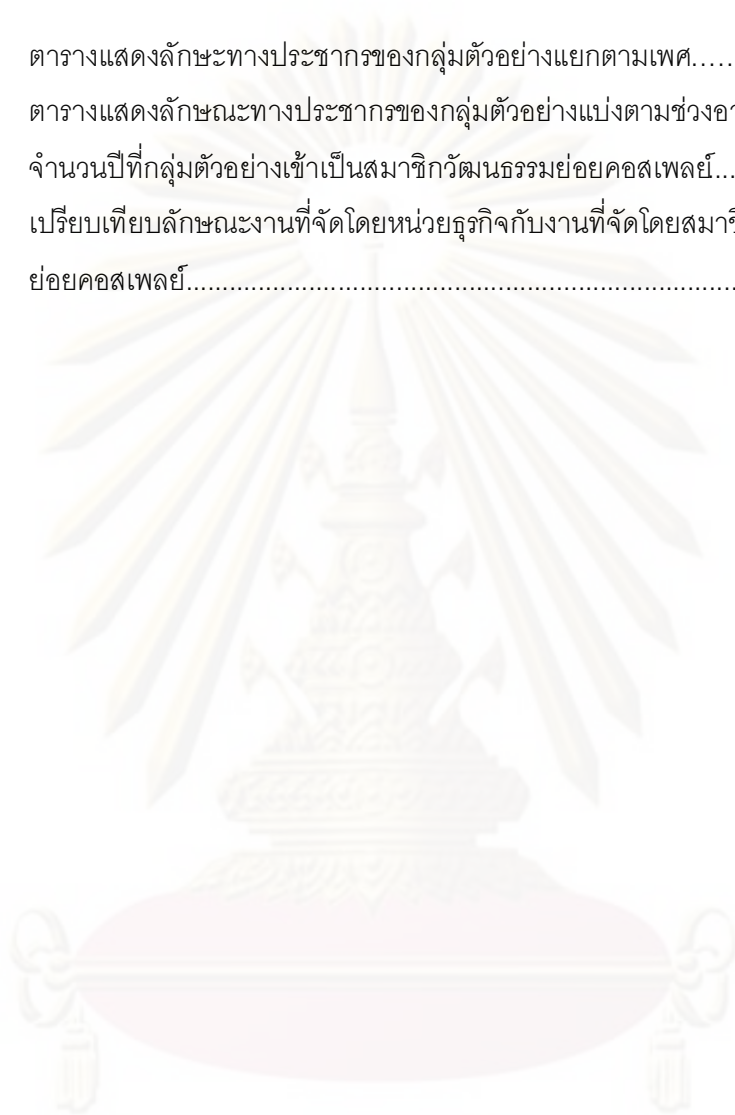 ตารางแสดงลักษะทางประชากรของกลุ่มตัวอย่างแยกตามเพศ.....
ตารางแสดงลักษณะทางประชากรของกลุ่มตัวอย่างแบ่งตามช่วงอา
จำนวนปีที่กลุ่มตัวอย่างเข้าเป็นสมาชิกวัฒนธรรมย่อยคอสเพลย์...
เปรียบเทียบลักษณะงานที่จัดโดยหน่วยธุรกิจกับงานที่จัดโดยสมาชิ
ย่อยคอสเพลย์................................................................................